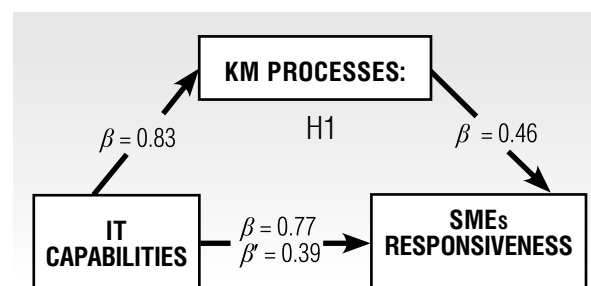 KM PROCESSES:
H1
β = 0.83
β = 0.46
IT
CAPABILITIES
β = 0.77
β' = 0.39
SMEs
RESPONSIVENESS